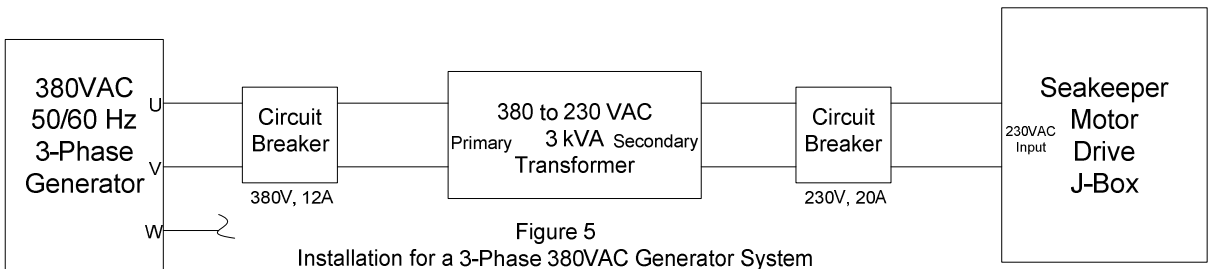 380VAC
50/60 Hz
3-Phase
Generator
U
V
W
Circuit
Breaker
380V, 12A
380 to 230 VAC
Primary 3 kVA Secondary
Transformer
Circuit
Breaker
230V, 20A
230VAC
Input
Seakeeper
Motor
Drive
J-Box
Figure 5
Installation for a 3-Phase 380VAC Generator System